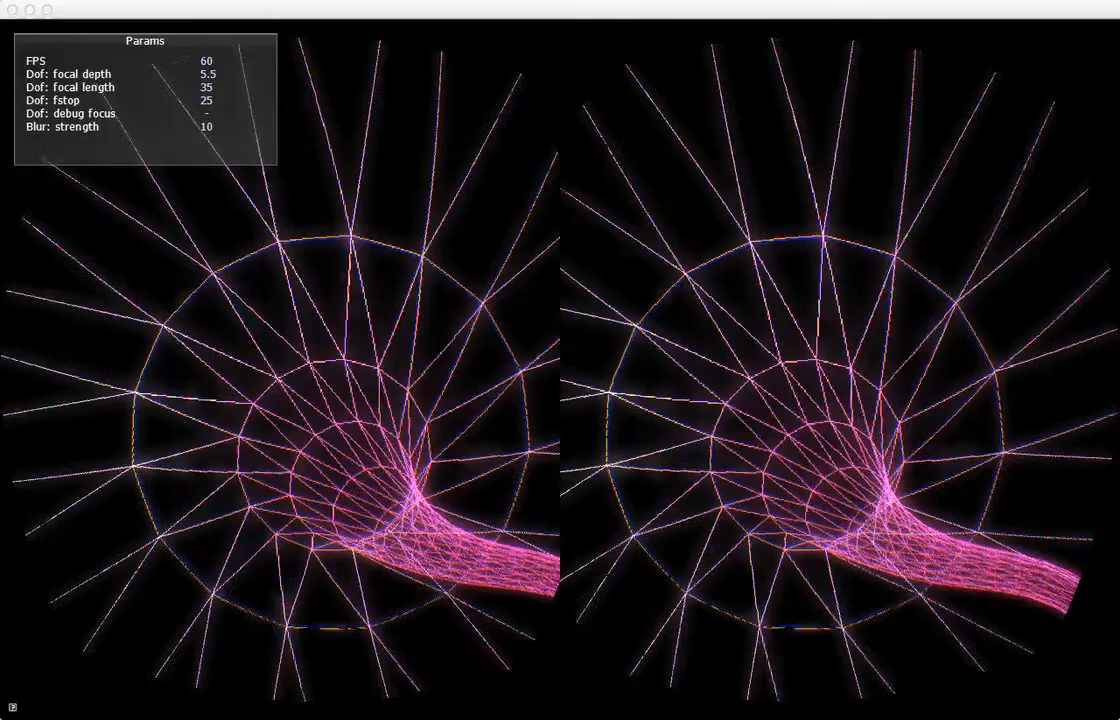 Params
FPS 60
Dof: focal depth 5.5
Dof: focal length 35
Dof: fstop 25
Dof: debug focus -
Blur: strength 10